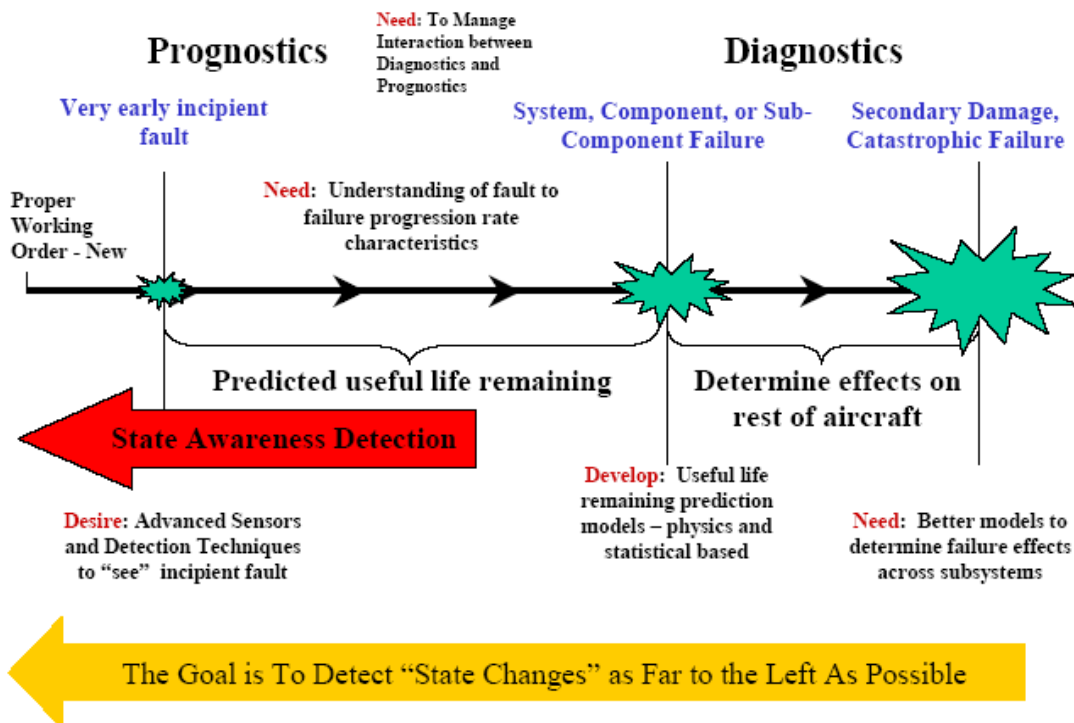 Prognostics
Need: To Manage
Interaction between
Diagnostics and
Prognostics
Diagnostics
Very early incipient
fault
System, Component, or Sub-
Component Failure
Secondary Damage,
Catastrophic Failure
Proper
Working
Order - New
Need: Understanding of fault to
failure progression rate
characteristics
Predicted useful life remaining
Determine effects on
rest of aircraft
State Awareness Detection
Desire: Advanced Sensors
and Detection Techniques
to “see” incipient fault
Develop: Useful life
remaining prediction
models – physics and
statistical based
Need: Better models to
determine failure effects
across subsystems
The Goal is To Detect “State Changes” as Far to the Left As Possible